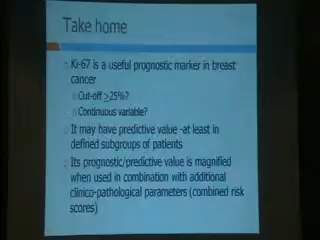 Take home
Ki-67 is a useful prognostic marker in breast
cancer
Cut-off ≥25%?
Continuous variable?
It may have predictive value -at least in
defined subgroups of patients
Its prognostic/predictive value is magnified
when used in combination with additional
clinico-pathological parameters (combined risk
scores)